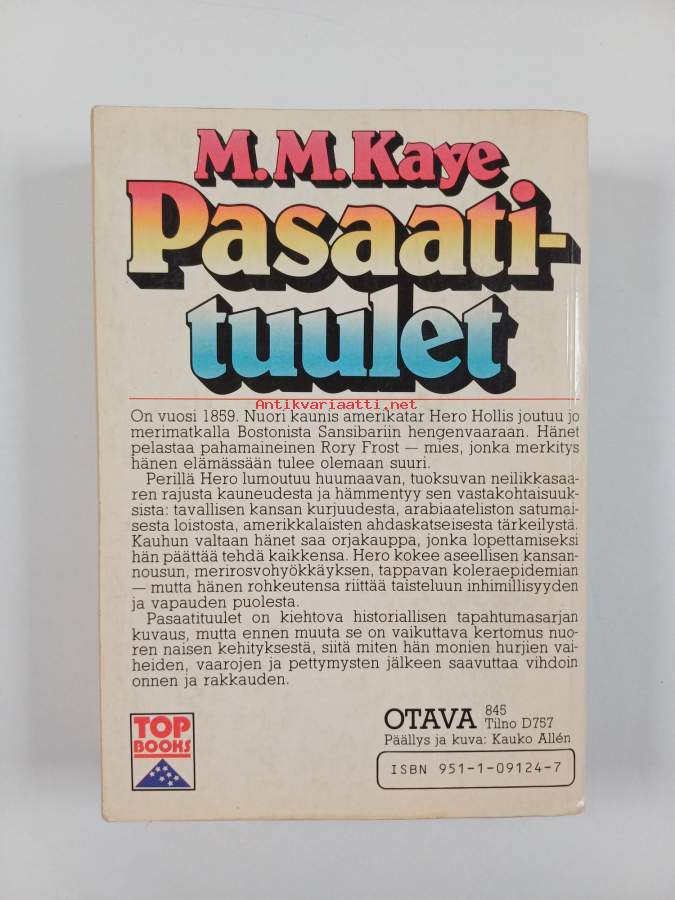 M.M.Kaye
Pasaati-
tuulet
Antikvariaatti.net
On vuosi 1859. Nuori kaunis amerikatar Hero Hollis joutuu jo
merimatkalla Bostonista Sansibariin hengenvaaraan. Hänet
pelastaa pahamaineinen Rory Frost — mies, jonka merkitys
hänen elämässään tulee olemaan suuri.
Perillä Hero lumoutuu huumaavan, tuoksuvan neilikkasaa-
ren rajusta kauneudesta ja hämmentyy sen vastakohtaisuuk-
sista: tavallisen kansan kurjuudesta, arabiateliston satumai-
sesta loistosta, amerikkalaisten ahdaskatseisesta tärkeilystä.
Kauhun valtaan hänet saa orjakauppa, jonka lopettamiseksi
hän päättää tehdä kaikkensa. Hero kokee aseellisen kansan-
nousun, merirosvohyökkäyksen, tappavan koleraepidemian
— mutta hänen rohkeutensa riittää taisteluun inhimillisyyden
ja vapauden puolesta.
Pasaatituulet on kiehtova historiallisen tapahtumasarjan
kuvaus, mutta ennen muuta se on vaikuttava kertomus nuo-
ren naisen kehityksestä, siitä miten hän monien hurjien vai-
heiden, vaarojen ja pettymysten jälkeen saavuttaa vihdoin
onnen ja rakkauden.
TOP
BOOKS
OTAVA 845
Tilno D757
Päällys ja kuva: Kauko Allén
ISBN 951-1-09124-7